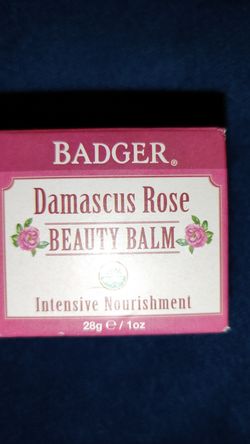 BADGER®
Damascus Rose
BEAUTY BALM
Intensive Nourishment
28g ℮ / 1oz